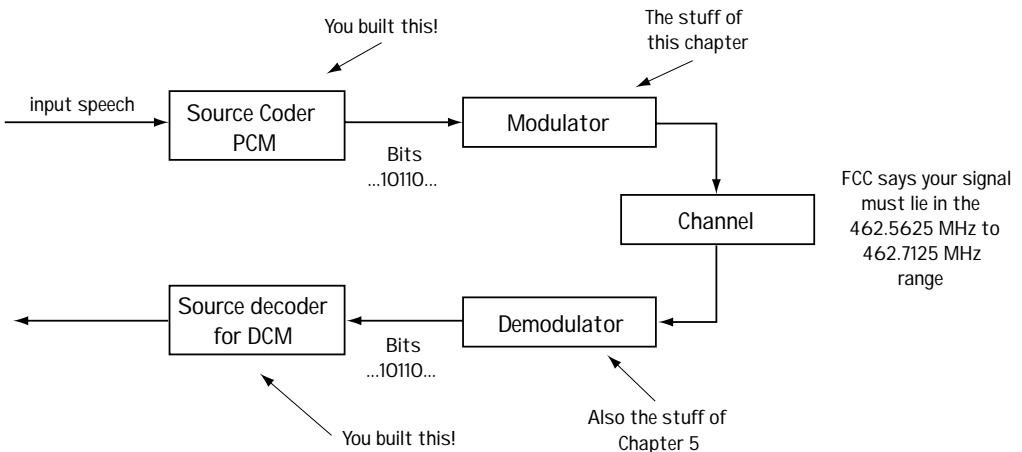 You built this!
The stuff of
this chapter
input speech
Source Coder
PCM
Modulator
Bits
...10110...
Channel
FCC says your signal
must lie in the
462.5625 MHz to
462.7125 MHz
range
Source decoder
for DCM
Demodulator
Bits
...10110...
You built this!
Also the stuff of
Chapter 5